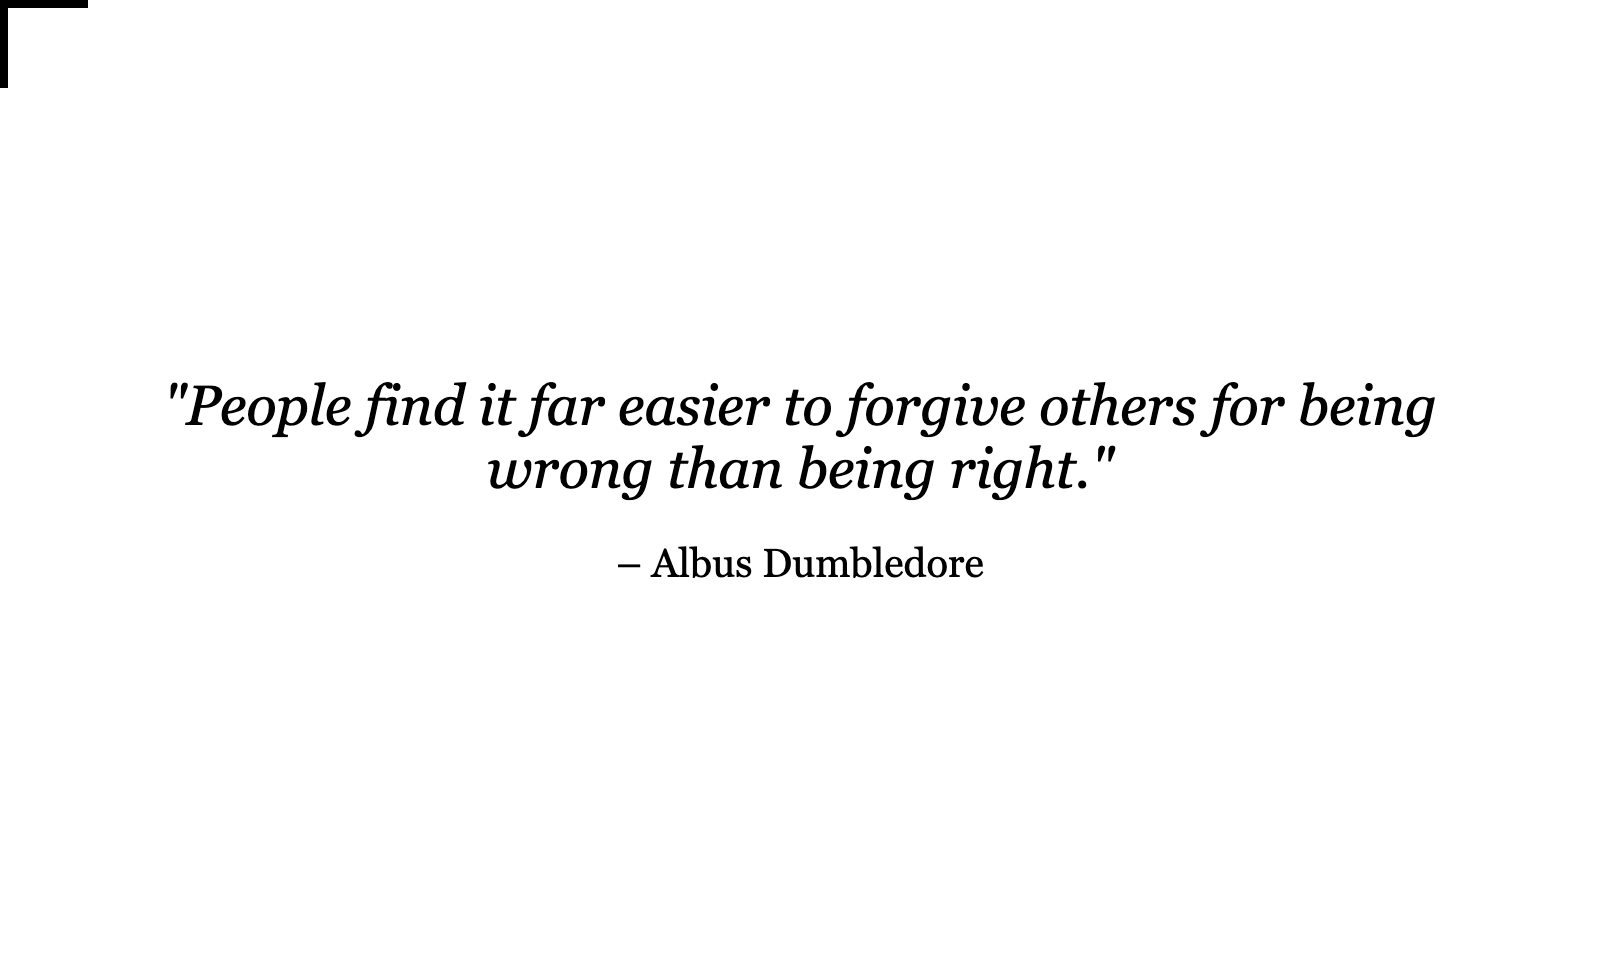 "People find it far easier to forgive others for being
wrong than being right."
– Albus Dumbledore